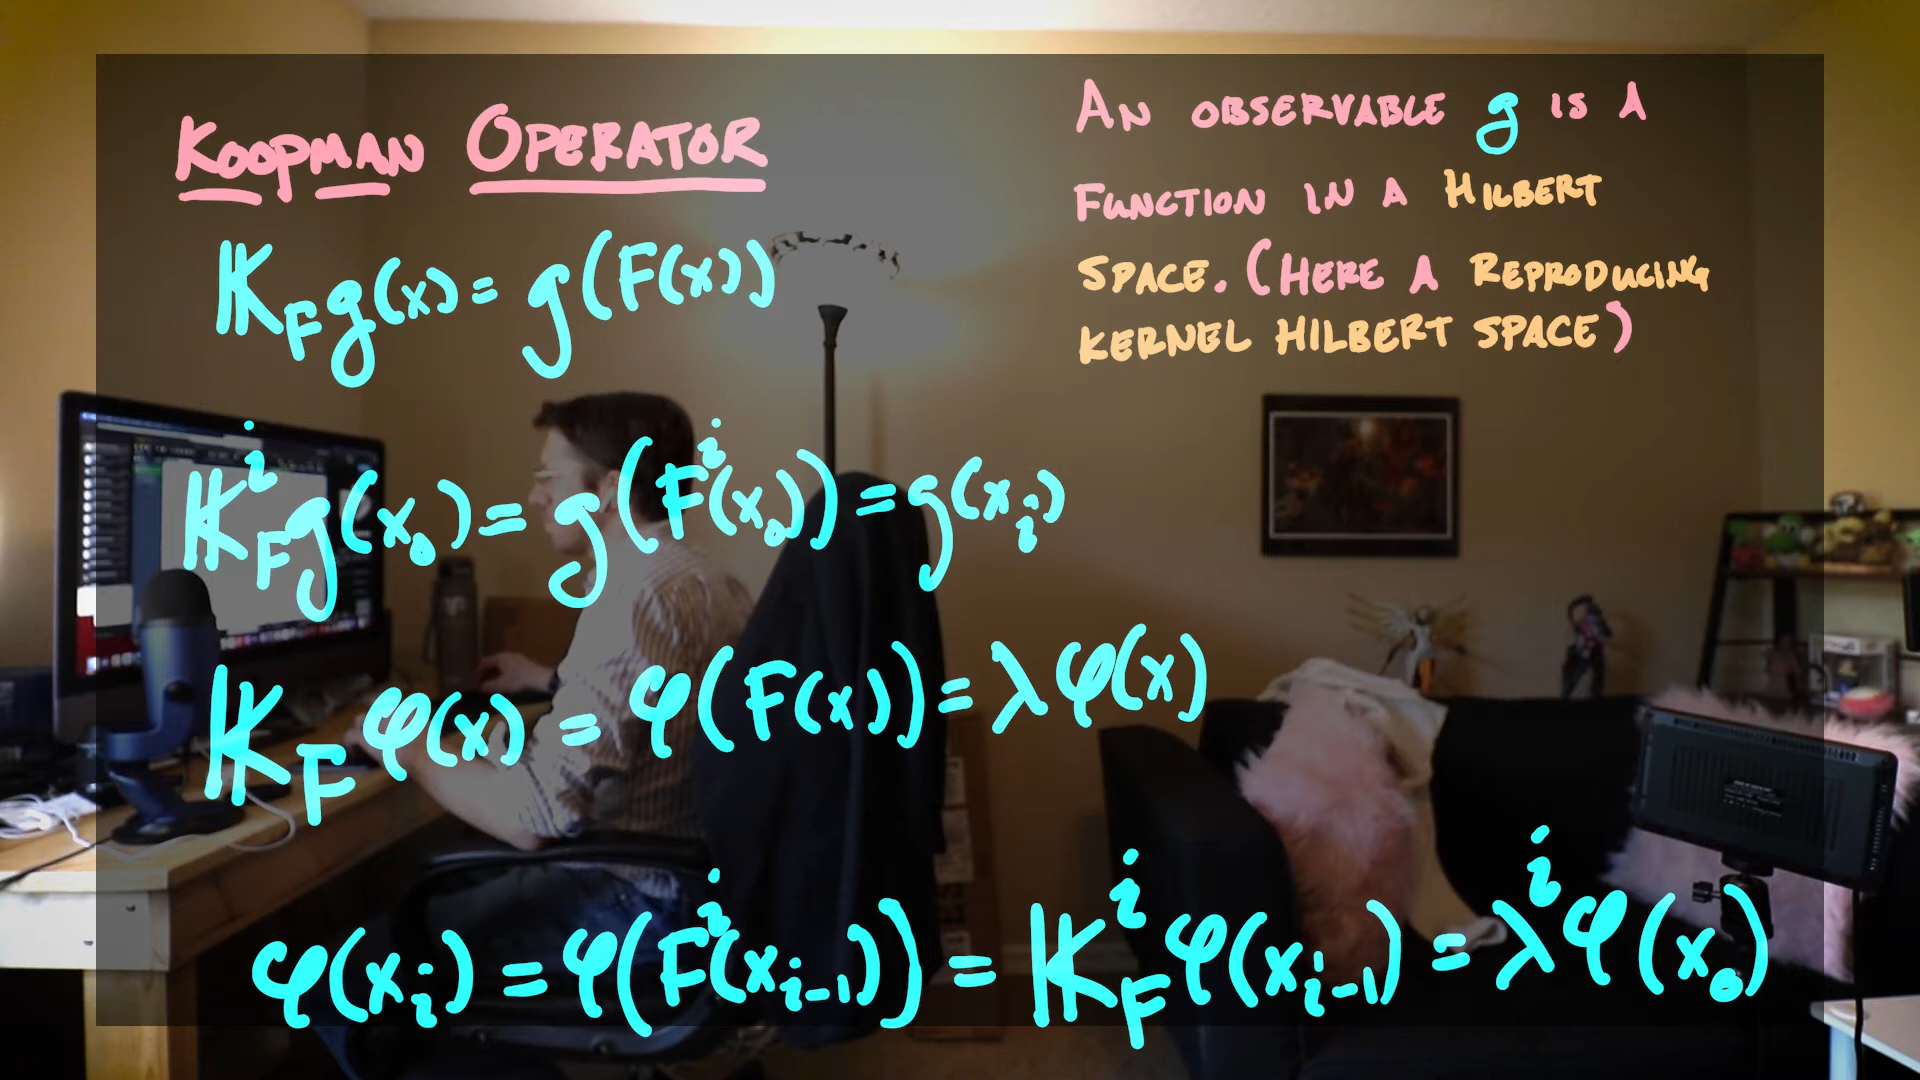 KOOPMAN OPERATOR
𝕂_F g(x) = g(F(x))
𝕂_F^i g(x_0) = g(F^i(x_0)) = g(x_i)
𝕂_F φ(x) = φ(F(x)) = λφ(x)
φ(x_i) = φ(F^i(x_{i-1})) = 𝕂_F^i φ(x_{i-1}) = λ^i φ(x_0)
AN OBSERVABLE g IS A
FUNCTION IN A HILBERT
SPACE. (HERE A REPRODUCING
KERNEL HILBERT SPACE)